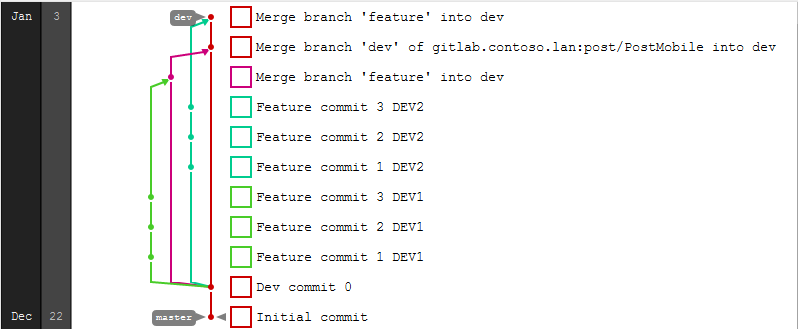 Jan 3 dev Merge branch 'feature' into dev
Merge branch 'dev' of gitlab.contoso.lan:post/PostMobile into dev
Merge branch 'feature' into dev
Feature commit 3 DEV2
Feature commit 2 DEV2
Feature commit 1 DEV2
Feature commit 3 DEV1
Feature commit 2 DEV1
Feature commit 1 DEV1
Dev commit 0
Dec 22 master Initial commit